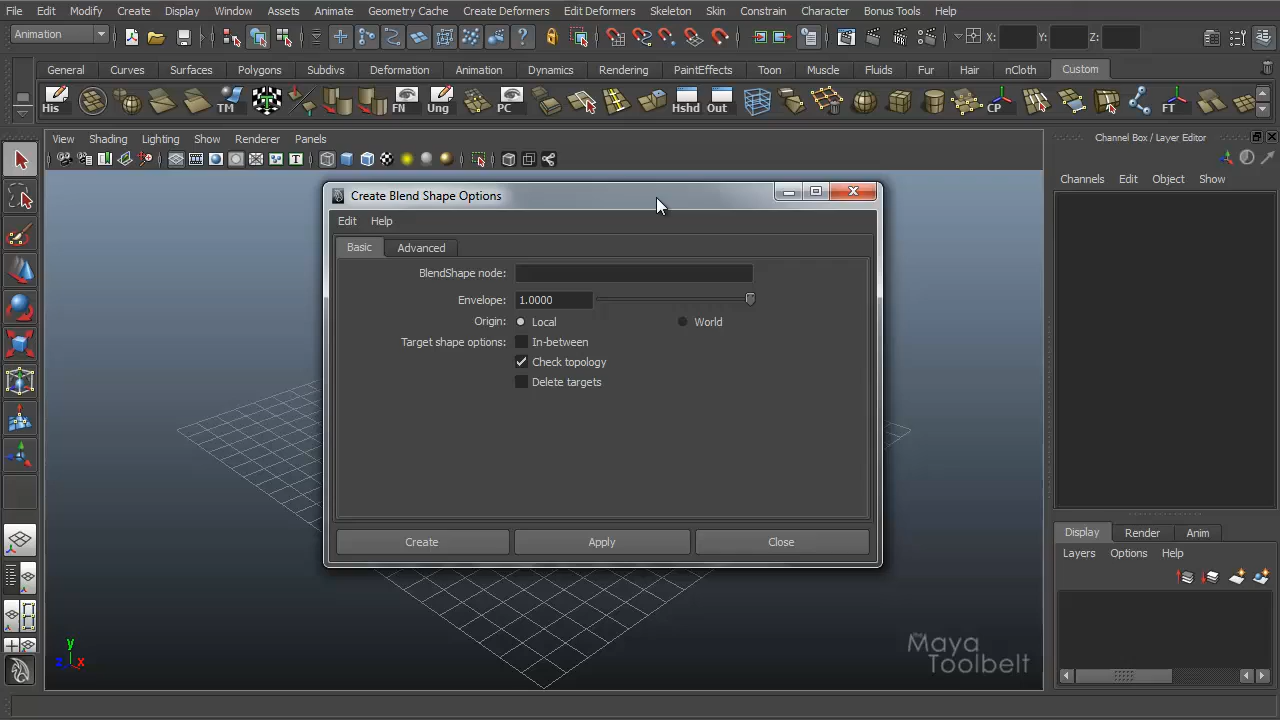 File Edit Modify Create Display Window Assets Animate Geometry Cache Create Deformers Edit Deformers Skeleton Skin Constrain Character Bonus Tools Help
Animation X: Y: Z:
General Curves Surfaces Polygons Subdivs Deformation Animation Dynamics Rendering PaintEffects Toon Muscle Fluids Fur Hair nCloth Custom
His TM FN Ung PC Hshd Out CP FT
View Shading Lighting Show Renderer Panels
Channel Box / Layer Editor
Channels Edit Object Show
Create Blend Shape Options
Edit Help
Basic Advanced
BlendShape node:
Envelope: 1.0000
Origin: Local World
Target shape options: In-between
Check topology
Delete targets
Create Apply Close
Display Render Anim
Layers Options Help
y
z x
The Maya
Toolbelt